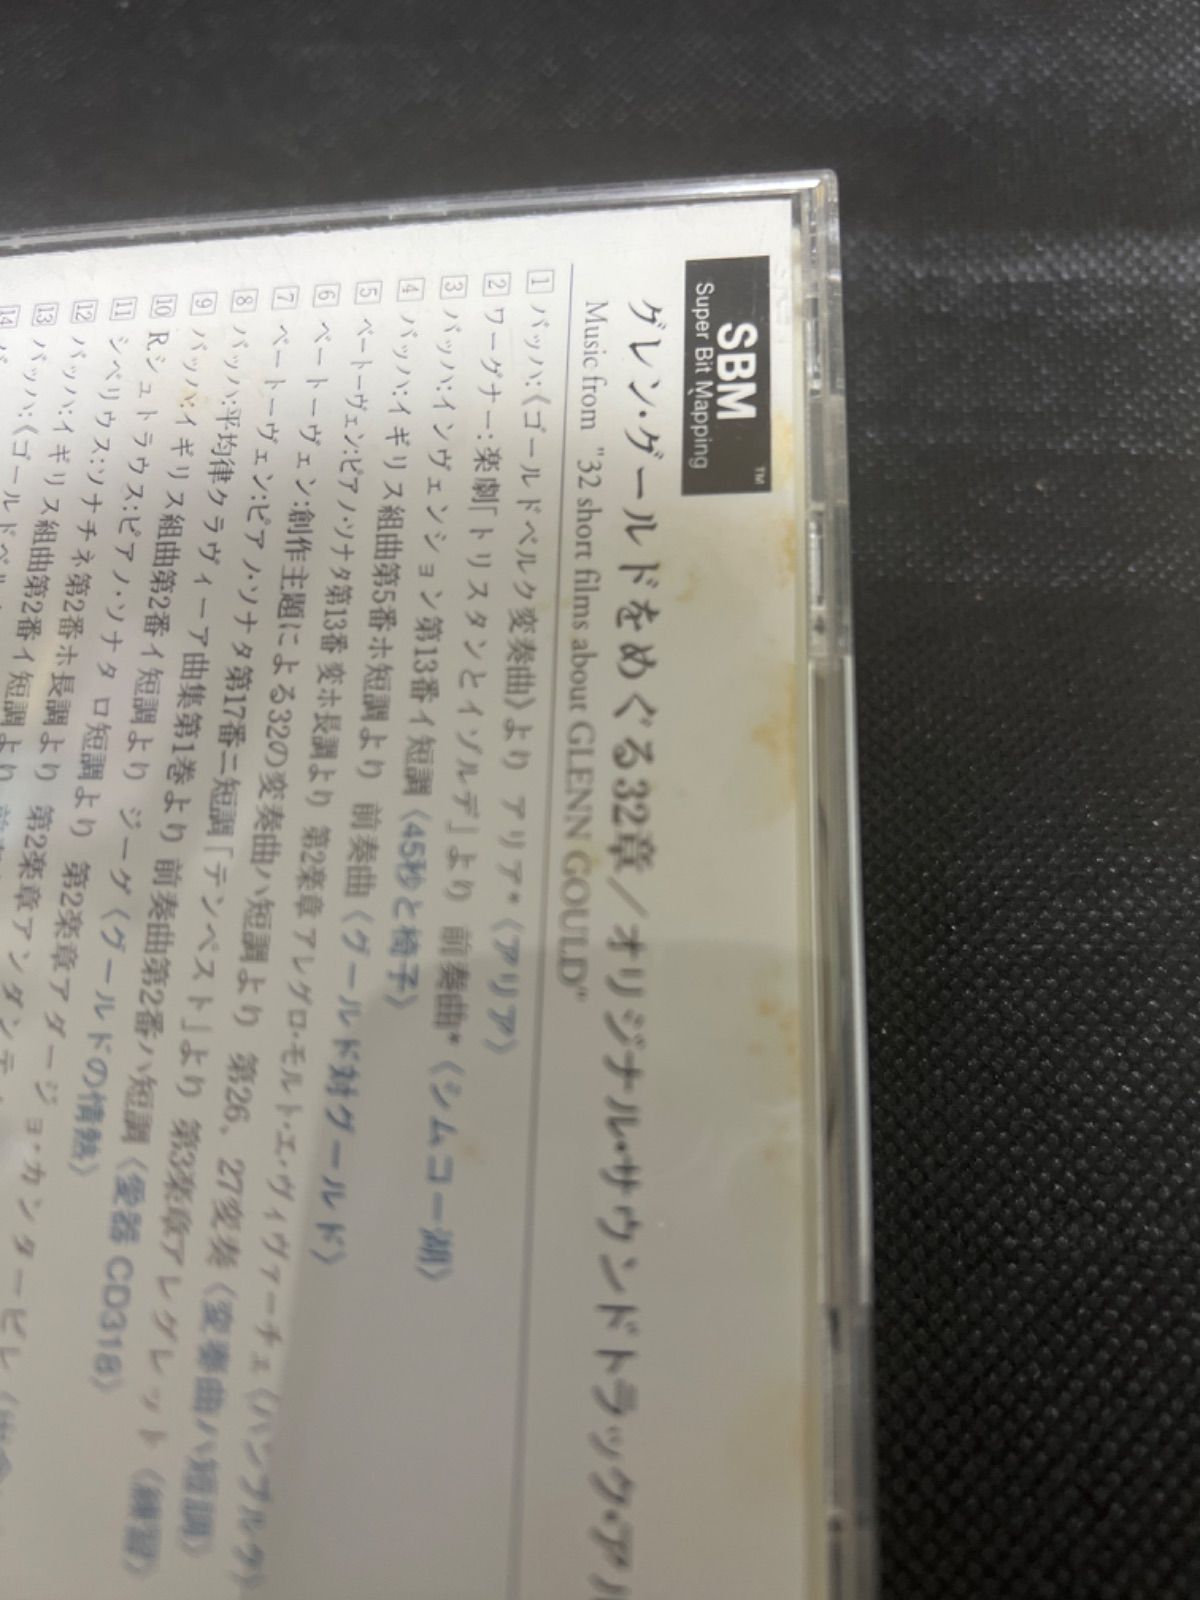 SBM
Super Bit Mapping
TM
グレン・グールドをめぐる32章／オリジナル・サウンドトラック・ア
Music from "32 short films about GLENN GOULD"
1 バッハ:《ゴールドベルク変奏曲》より アリア*〈アリア〉
2 ワーグナー:楽劇「トリスタンとイゾルデ」より 前奏曲*〈シムコー湖〉
3 バッハ:インヴェンション第13番イ短調〈45秒と椅子〉
4 バッハ:イギリス組曲第5番ホ短調より 前奏曲〈グールド対グールド〉
5 ベートーヴェン:ピアノ・ソナタ第13番 変ホ長調より 第2楽章 アレグロ・モルト・エ・ヴィヴァーチェ〈ハンブルク〉
6 ベートーヴェン:創作主題による32の変奏曲ハ短調より 第26、27変奏〈変奏曲ハ短調〉
7 ベートーヴェン:ピアノ・ソナタ第17番ニ短調「テンペスト」より 第3楽章アレグレット〈練習〉
8 バッハ:平均律クラヴィーア曲集第1巻より 前奏曲第2番ハ短調〈愛器 CD318〉
9 バッハ:イギリス組曲第2番イ短調より ジーグ〈グールドの情熱〉
10 R.シュトラウス:ピアノ・ソナタ ロ短調より 第2楽章アダージョ・カンタービレ
11 シベリウス:ソナチネ第2番ホ長調より 第2楽章アンダンティ
12 バッハ:イギリス組曲第2番イ短調より
13 バッハ:《ゴールドベル
14 バ